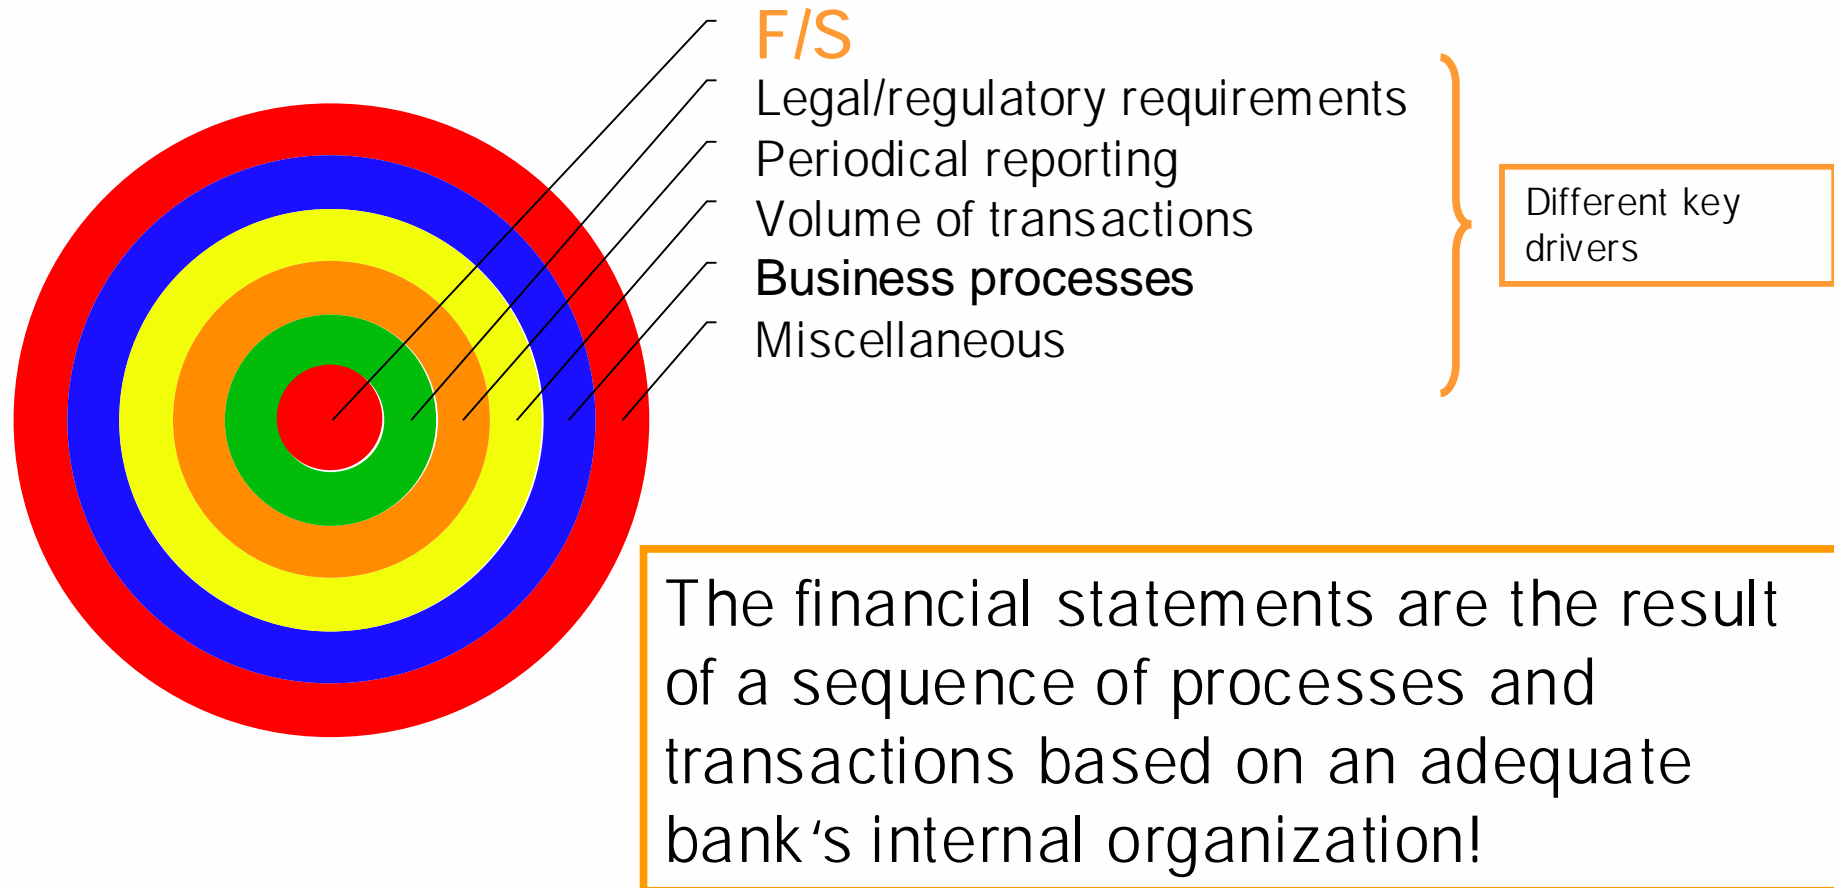 F/S
Legal/regulatory requirements
Periodical reporting
Volume of transactions
Business processes
Miscellaneous
Different key
drivers
The financial statements are the result
of a sequence of processes and
transactions based on an adequate
bank‘s internal organization!